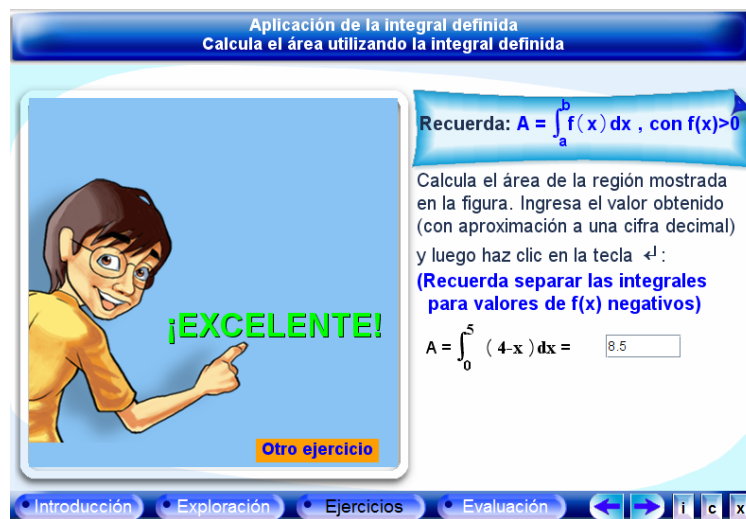 Aplicación de la integral definida
Calcula el área utilizando la integral definida
¡EXCELENTE!
Otro ejercicio
Recuerda: A = ∫ₐᵇ f(x)dx , con f(x)>0
Calcula el área de la región mostrada
en la figura. Ingresa el valor obtenido
(con aproximación a una cifra decimal)
y luego haz clic en la tecla ↵ :
(Recuerda separar las integrales
para valores de f(x) negativos)
A = ∫₀⁵ ( 4-x )dx = 8.5
Introducción
Exploración
Ejercicios
Evaluación
i
c
x